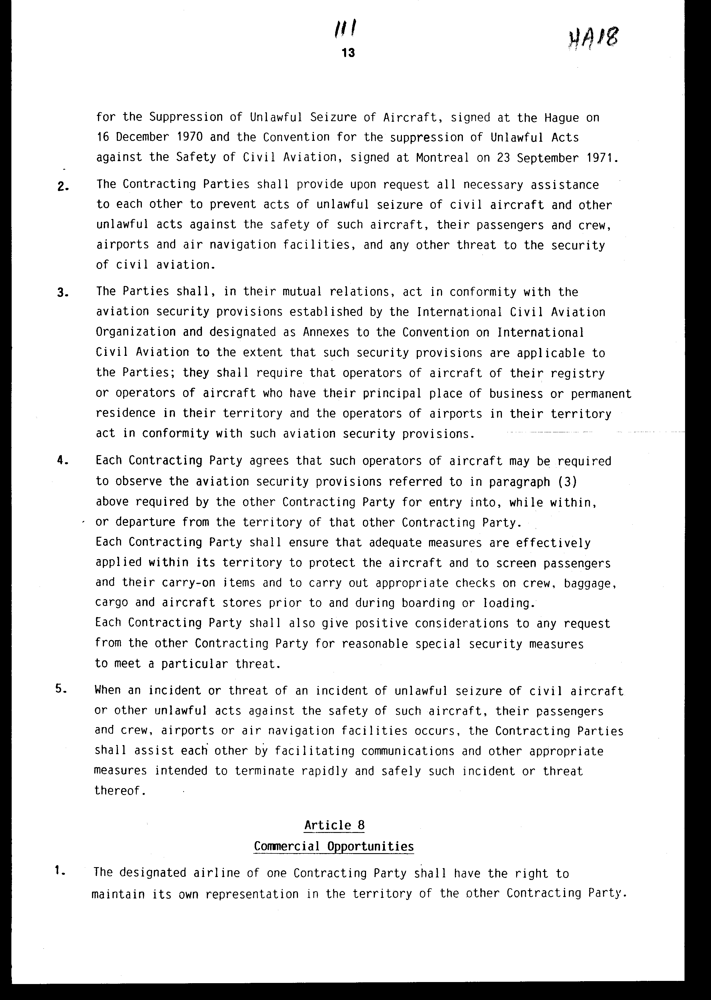 111
HA18
13
for the Suppression of Unlawful Seizure of Aircraft, signed at the Hague on
16 December 1970 and the Convention for the suppression of Unlawful Acts
against the Safety of Civil Aviation, signed at Montreal on 23 September 1971.
2. The Contracting Parties shall provide upon request all necessary assistance
to each other to prevent acts of unlawful seizure of civil aircraft and other
unlawful acts against the safety of such aircraft, their passengers and crew,
airports and air navigation facilities, and any other threat to the security
of civil aviation.
3. The Parties shall, in their mutual relations, act in conformity with the
aviation security provisions established by the International Civil Aviation
Organization and designated as Annexes to the Convention on International
Civil Aviation to the extent that such security provisions are applicable to
the Parties; they shall require that operators of aircraft of their registry
or operators of aircraft who have their principal place of business or permanent
residence in their territory and the operators of airports in their territory
act in conformity with such aviation security provisions.
4. Each Contracting Party agrees that such operators of aircraft may be required
to observe the aviation security provisions referred to in paragraph (3)
above required by the other Contracting Party for entry into, while within,
or departure from the territory of that other Contracting Party.
Each Contracting Party shall ensure that adequate measures are effectively
applied within its territory to protect the aircraft and to screen passengers
and their carry-on items and to carry out appropriate checks on crew, baggage,
cargo and aircraft stores prior to and during boarding or loading.
Each Contracting Party shall also give positive considerations to any request
from the other Contracting Party for reasonable special security measures
to meet a particular threat.
5. When an incident or threat of an incident of unlawful seizure of civil aircraft
or other unlawful acts against the safety of such aircraft, their passengers
and crew, airports or air navigation facilities occurs, the Contracting Parties
shall assist each other by facilitating communications and other appropriate
measures intended to terminate rapidly and safely such incident or threat
thereof.
Article 8
Commercial Opportunities
1. The designated airline of one Contracting Party shall have the right to
maintain its own representation in the territory of the other Contracting Party.